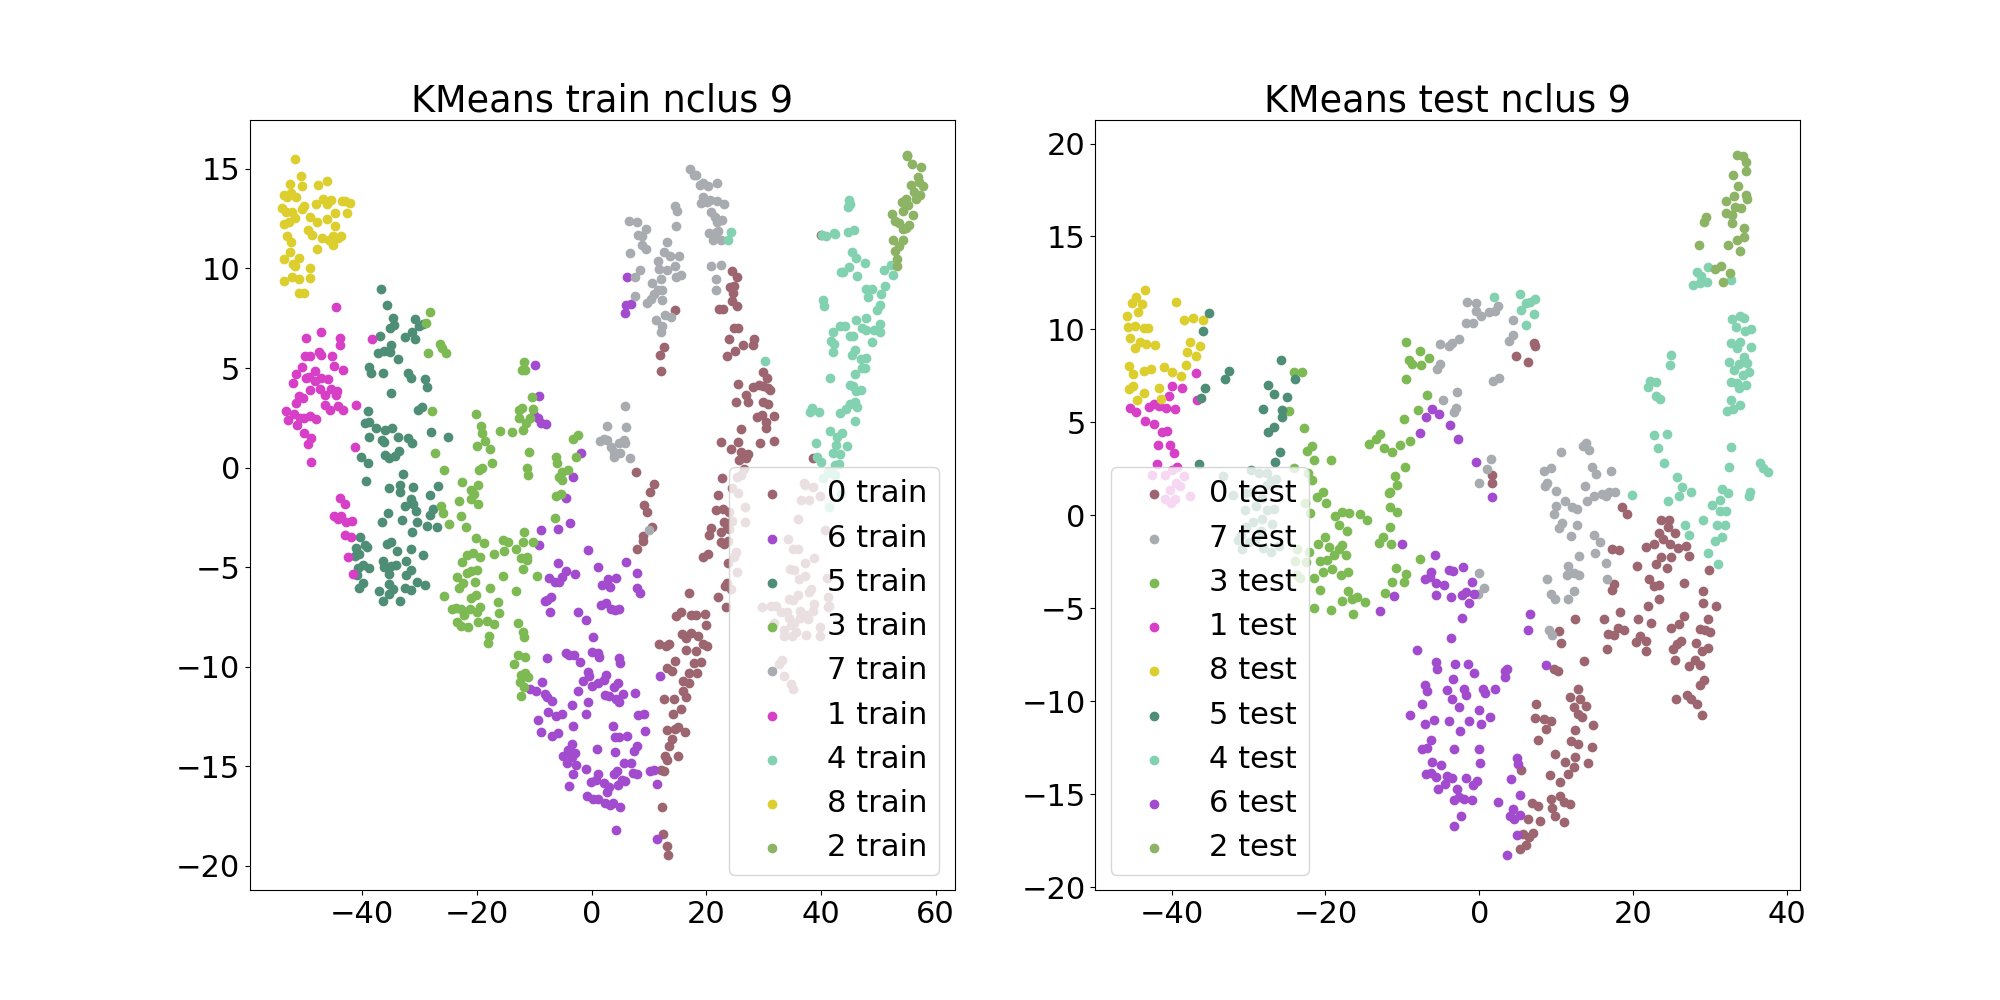 KMeans train nclus 9
15
10
5
0
−5
−10
−15
−20
−40
−20
0
20
40
60
0 train
6 train
5 train
3 train
7 train
1 train
4 train
8 train
2 train
KMeans test nclus 9
20
15
10
5
0
−5
−10
−15
−20
−40
−20
0
20
40
0 test
7 test
3 test
1 test
8 test
5 test
4 test
6 test
2 test